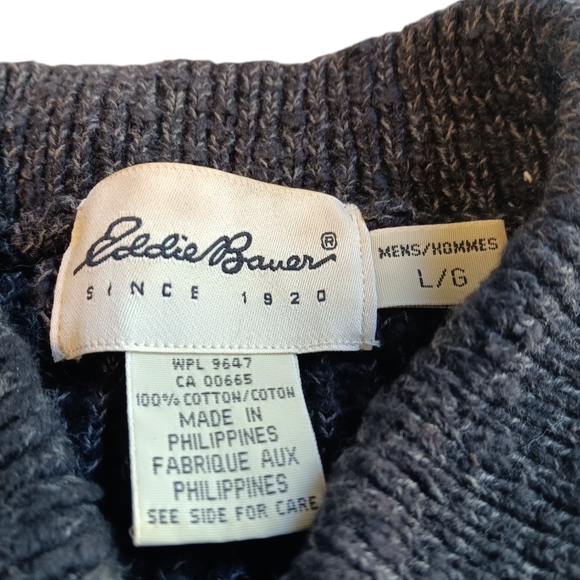 Eddie Bauer®
SINCE 1920
MENS/HOMMES
L/G
WPL 9647
CA 00665
100% COTTON/COTON
MADE IN
PHILIPPINES
FABRIQUE AUX
PHILIPPINES
SEE SIDE FOR CARE